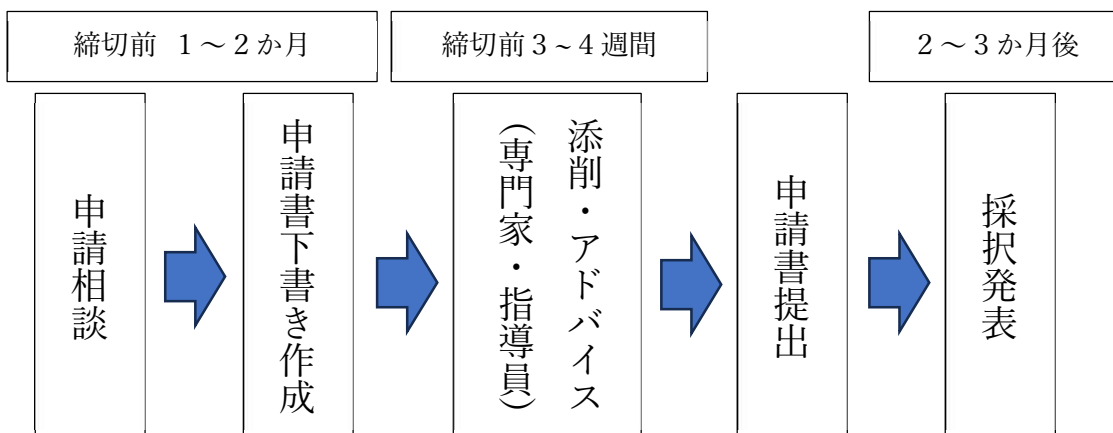 締切前 1～2か月
締切前3~4週間
2～3か月後
申請相談
申請書下書き作成
添削・アドバイス
（専門家・指導員）
申請書提出
採択発表